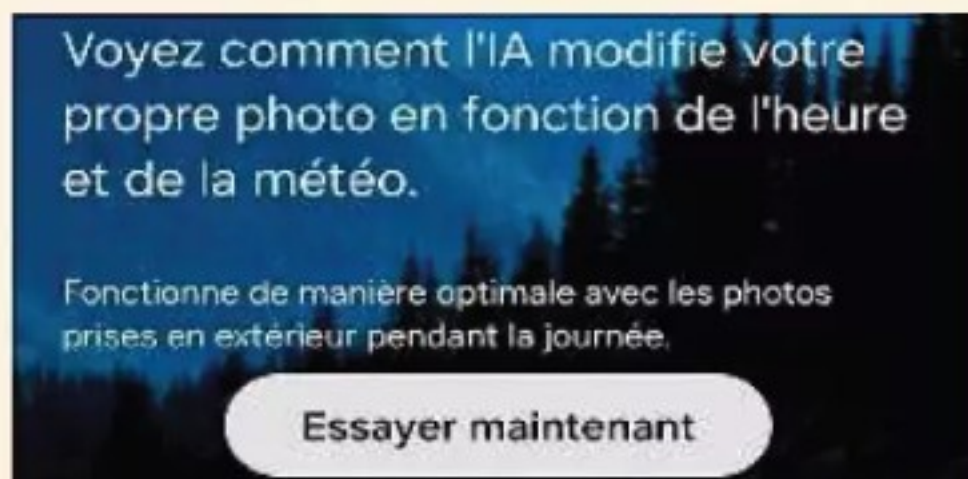 Voyez comment l'IA modifie votre
propre photo en fonction de l'heure
et de la météo.
Fonctionne de manière optimale avec les photos
prises en extérieur pendant la journée.
Essayer maintenant